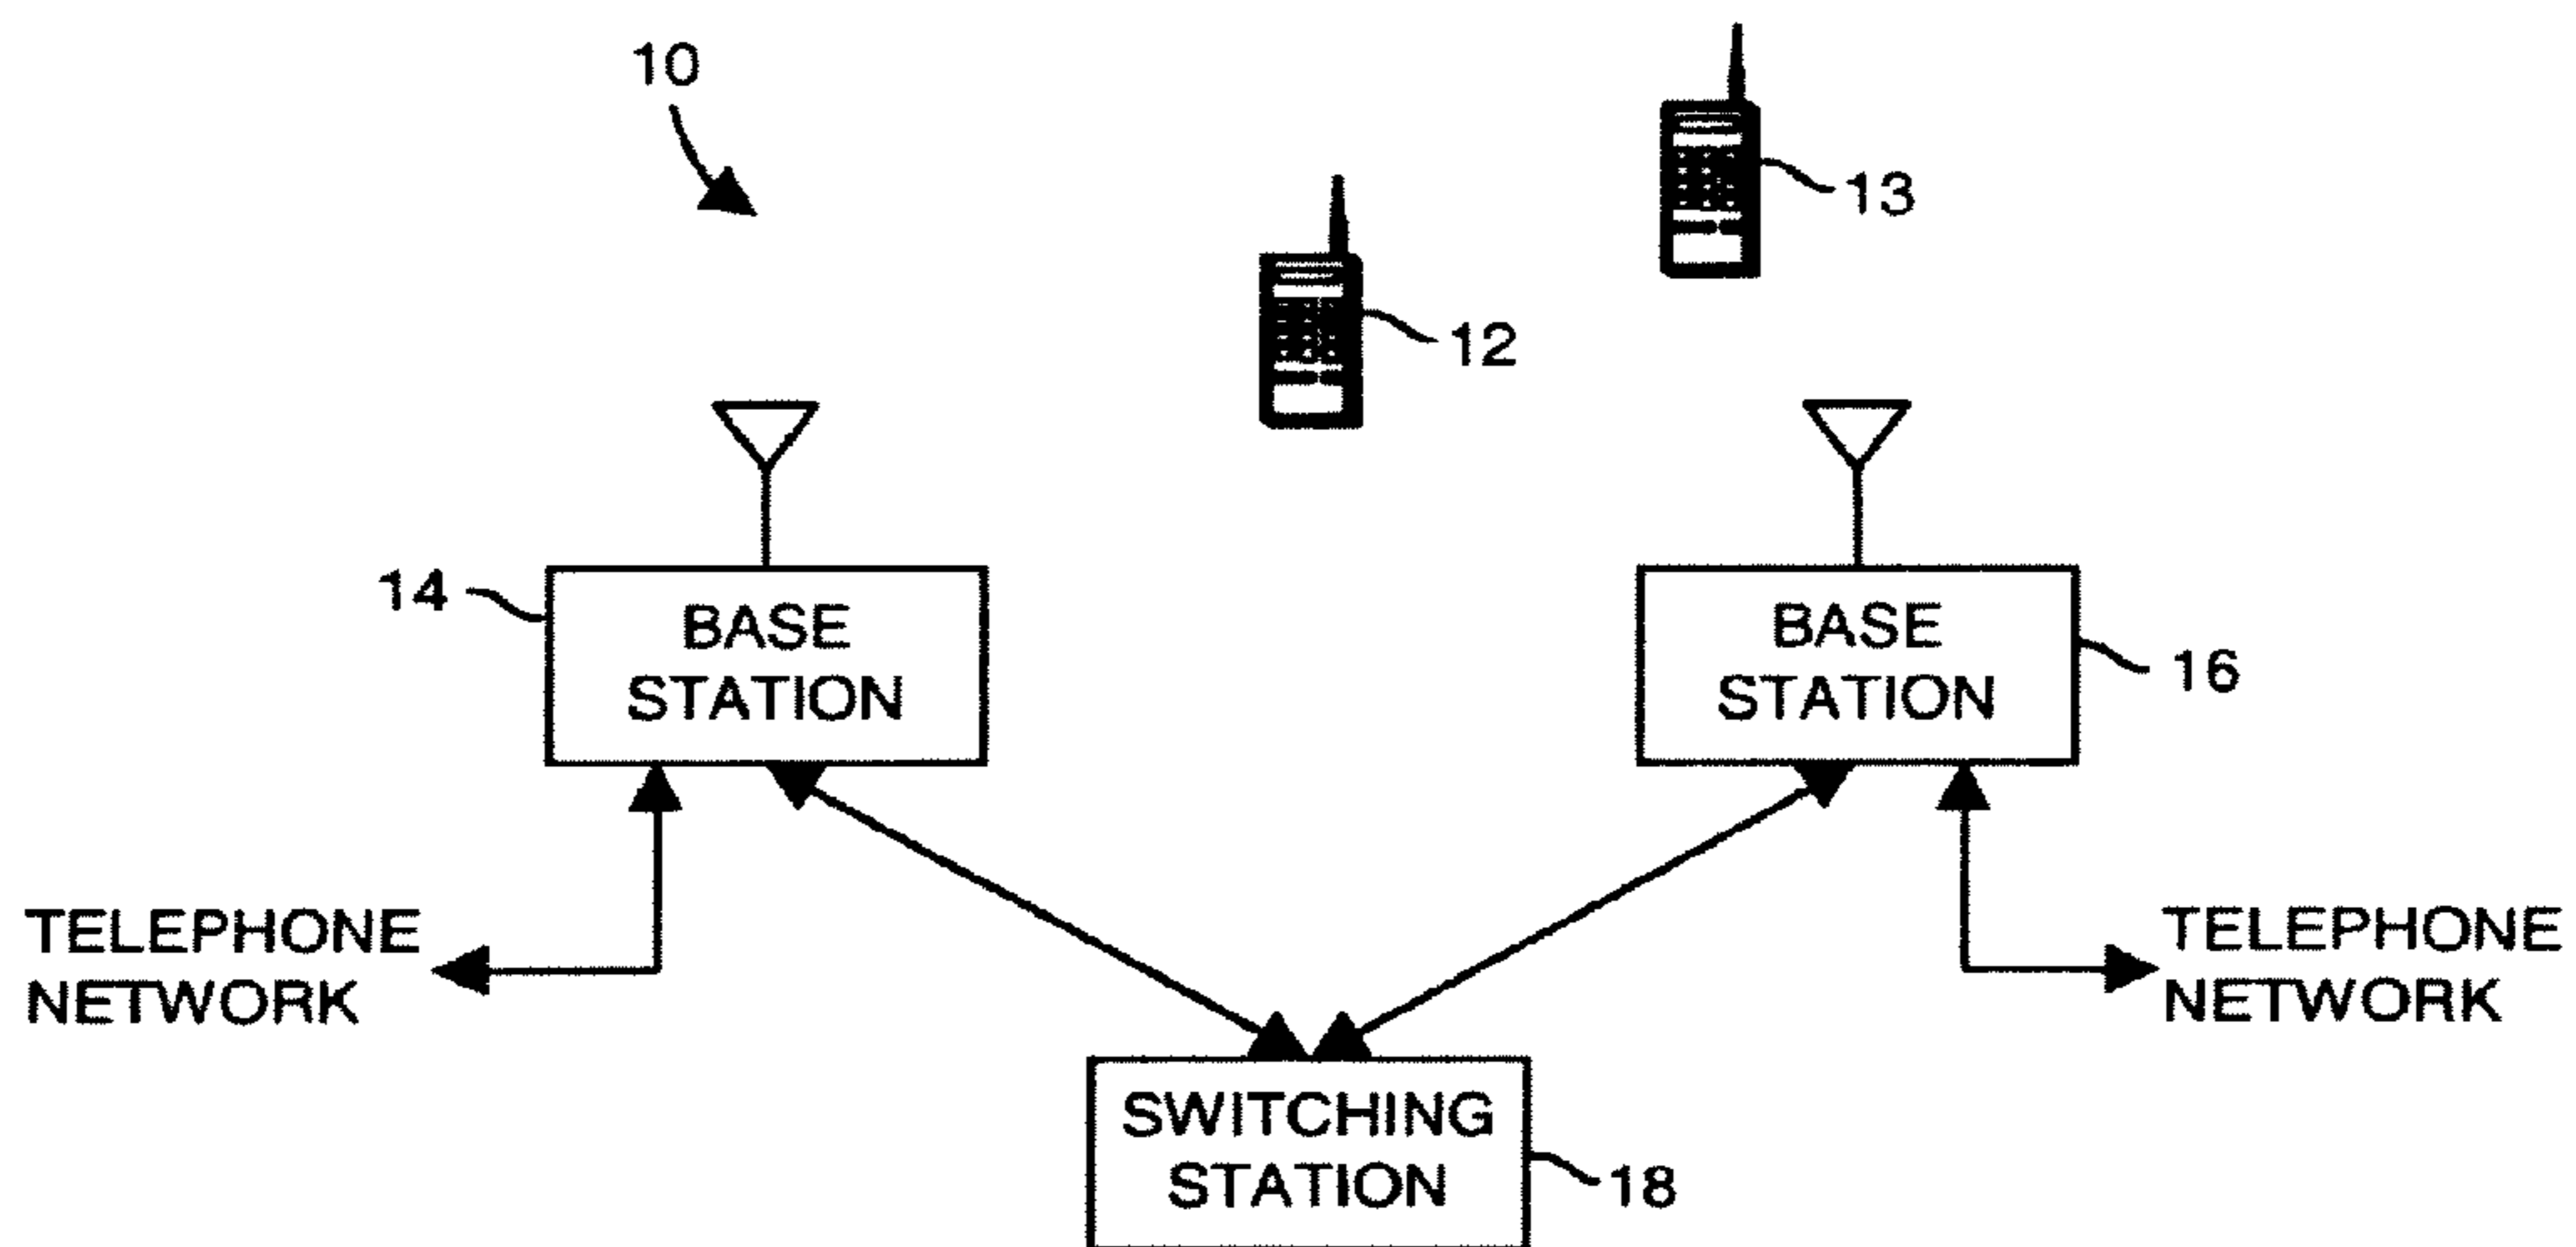 10
13
12
14
BASE
STATION
BASE
STATION
16
TELEPHONE
NETWORK
TELEPHONE
NETWORK
SWITCHING
STATION
18